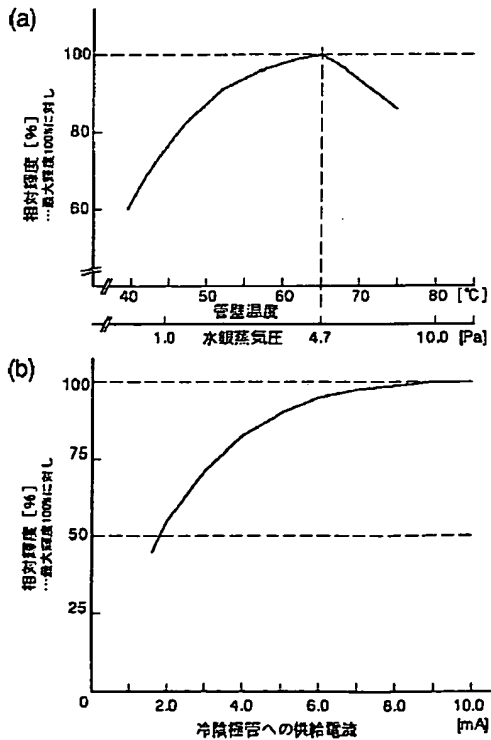 (a)
100
80
60
相対輝度 [%]
…最大輝度100%に対し
40 50 60 70 80 [℃]
管壁温度
1.0 水銀蒸気圧 4.7 10.0 [Pa]
(b)
100
75
50
25
0
相対輝度 [%]
…最大輝度100%に対し
2.0 4.0 6.0 8.0 10.0
[mA]
冷陰極管への供給電流